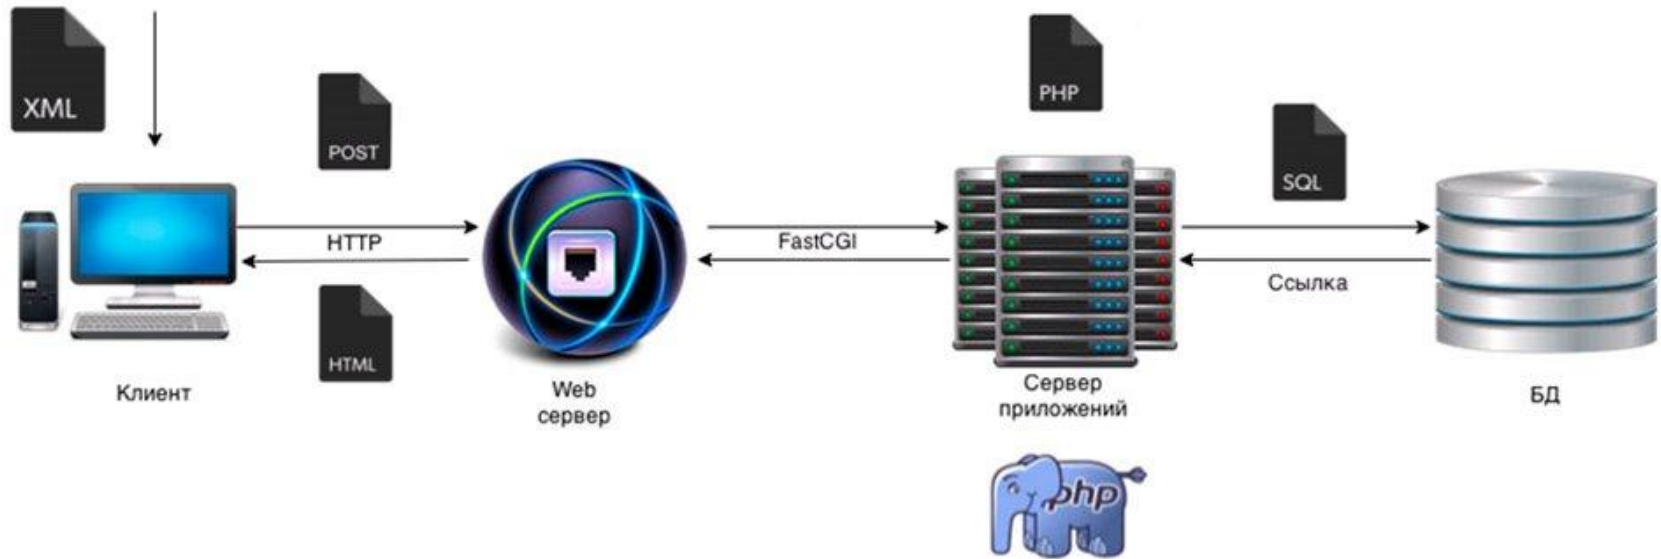 XML
POST
HTTP
HTML
Клиент
Web
сервер
FastCGI
PHP
Сервер
приложений
php
SQL
Ссылка
БД